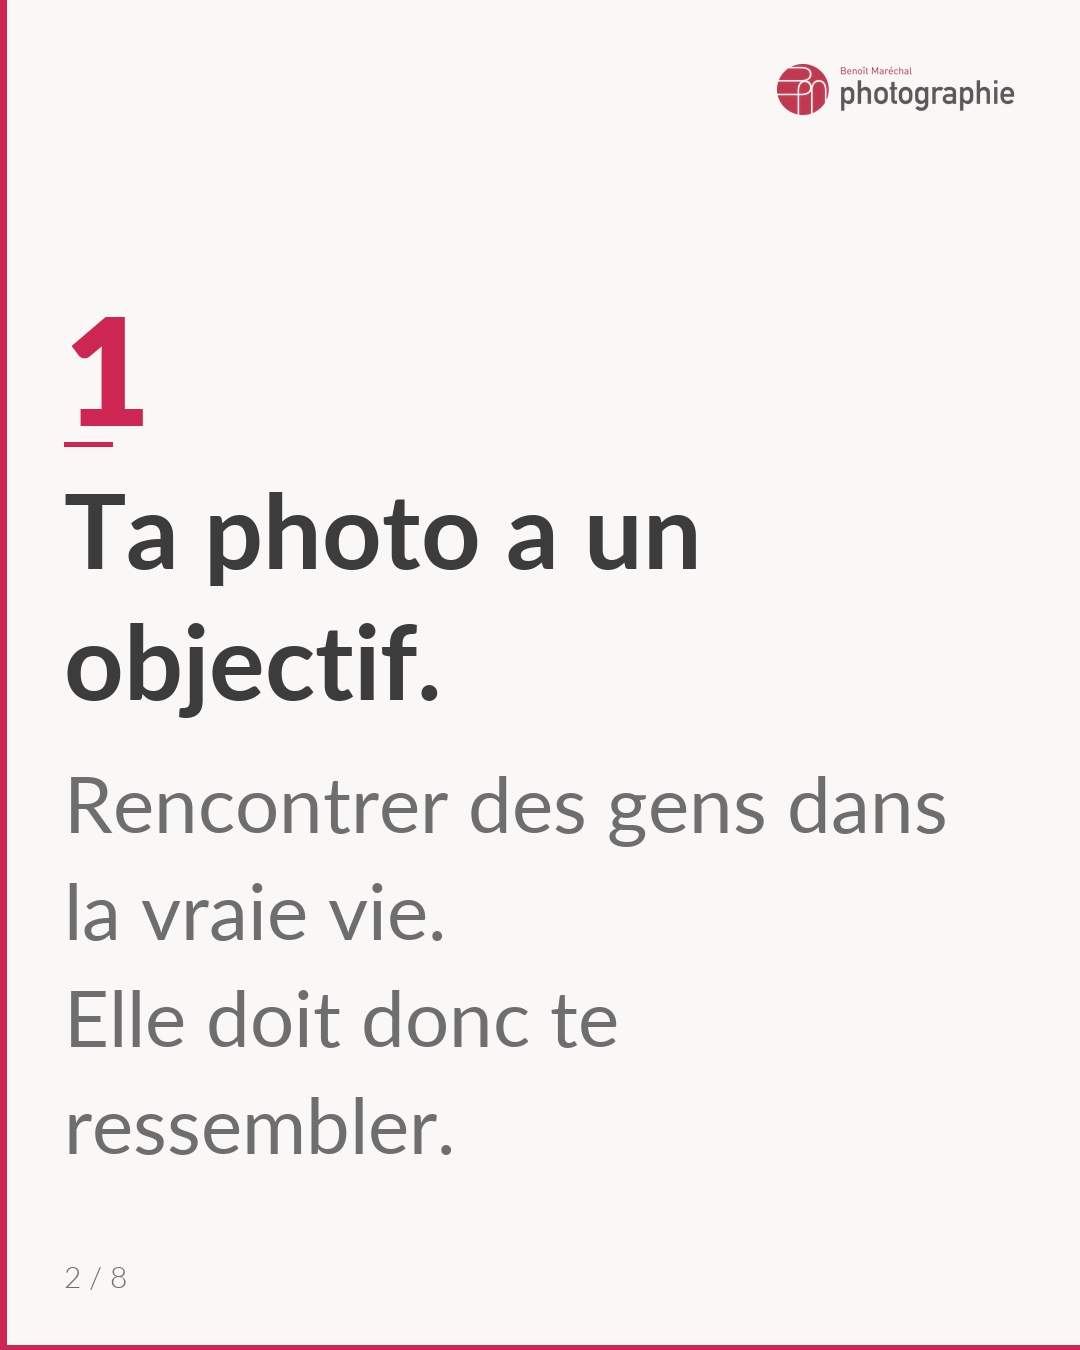 Benoît Maréchal
photographie
1
Ta photo a un
objectif.
Rencontrer des gens dans
la vraie vie.
Elle doit donc te
ressembler.
2 / 8